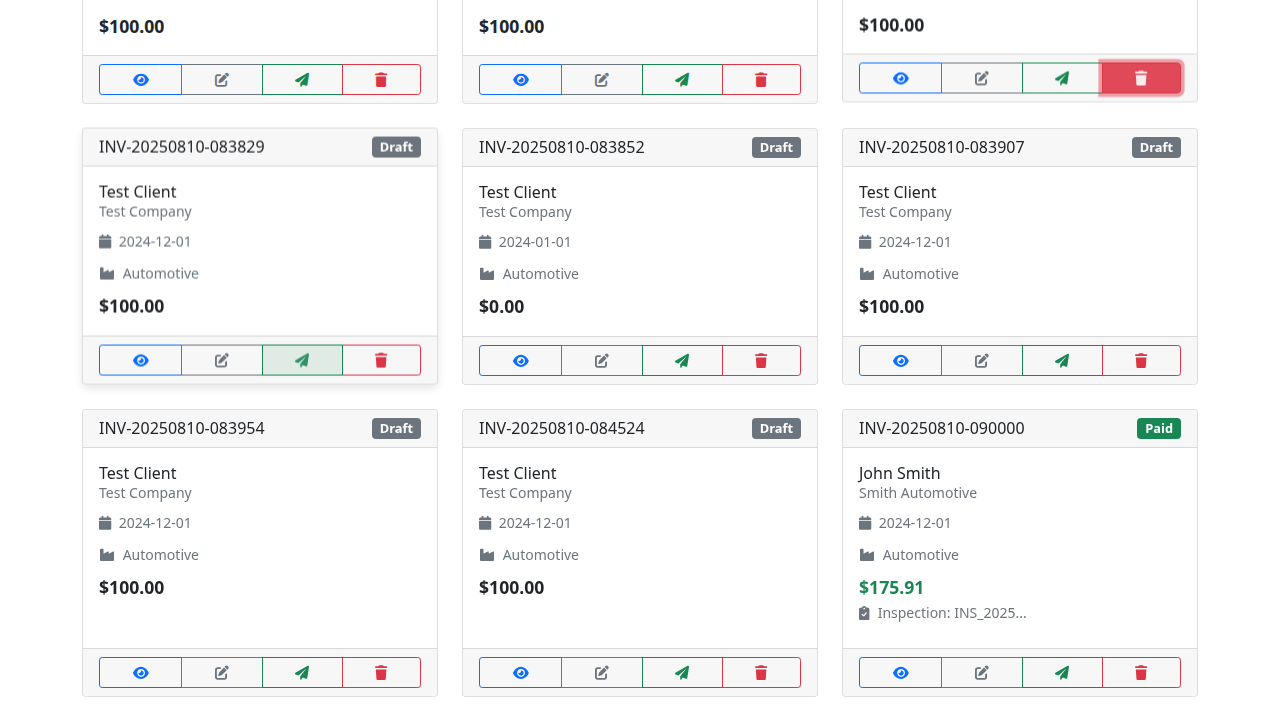 $100.00
$100.00
$100.00
INV-20250810-083829 Draft
Test Client
Test Company
2024-12-01
Automotive
$100.00
INV-20250810-083852 Draft
Test Client
Test Company
2024-01-01
Automotive
$0.00
INV-20250810-083907 Draft
Test Client
Test Company
2024-12-01
Automotive
$100.00
INV-20250810-083954 Draft
Test Client
Test Company
2024-12-01
Automotive
$100.00
INV-20250810-084524 Draft
Test Client
Test Company
2024-12-01
Automotive
$100.00
INV-20250810-090000 Paid
John Smith
Smith Automotive
2024-12-01
Automotive
$175.91
Inspection: INS_2025...